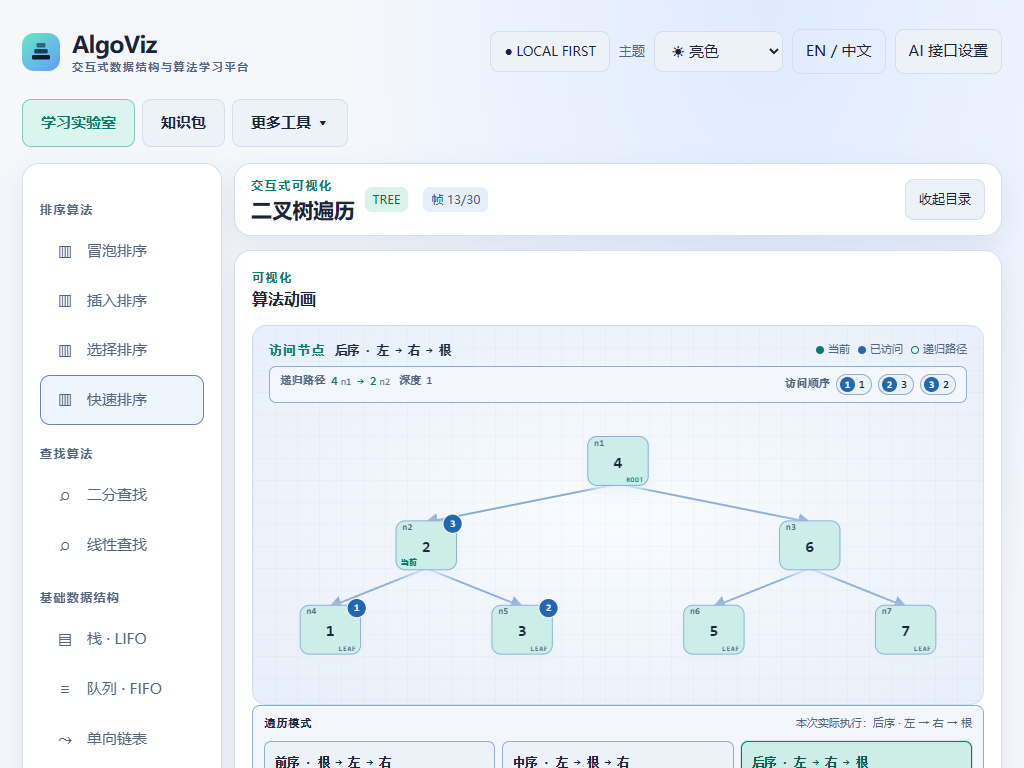 AlgoViz
交互式数据结构与算法学习平台
● LOCAL FIRST
主题
☀ 亮色
EN / 中文
AI 接口设置
学习实验室
知识包
更多工具 ▾
排序算法
▥ 冒泡排序
▥ 插入排序
▥ 选择排序
▥ 快速排序
查找算法
⌕ 二分查找
⌕ 线性查找
基础数据结构
▤ 栈 · LIFO
≡ 队列 · FIFO
⤳ 单向链表
交互式可视化
二叉树遍历
TREE
帧 13/30
收起目录
可视化
算法动画
访问节点 后序 · 左 → 右 → 根
当前 已访问 递归路径
递归路径 4 n1 → 2 n2 深度 1
访问顺序 1 1 2 3 3 2
n1
4
ROOT
n2
3
2
当前
n3
6
n4
1
1
LEAF
n5
2
3
LEAF
n6
5
LEAF
n7
7
LEAF
遍历模式
本次实际执行：后序 · 左 → 右 → 根
前序 · 根 → 左 → 右
中序 · 左 → 根 → 右
后序 · 左 → 右 → 根